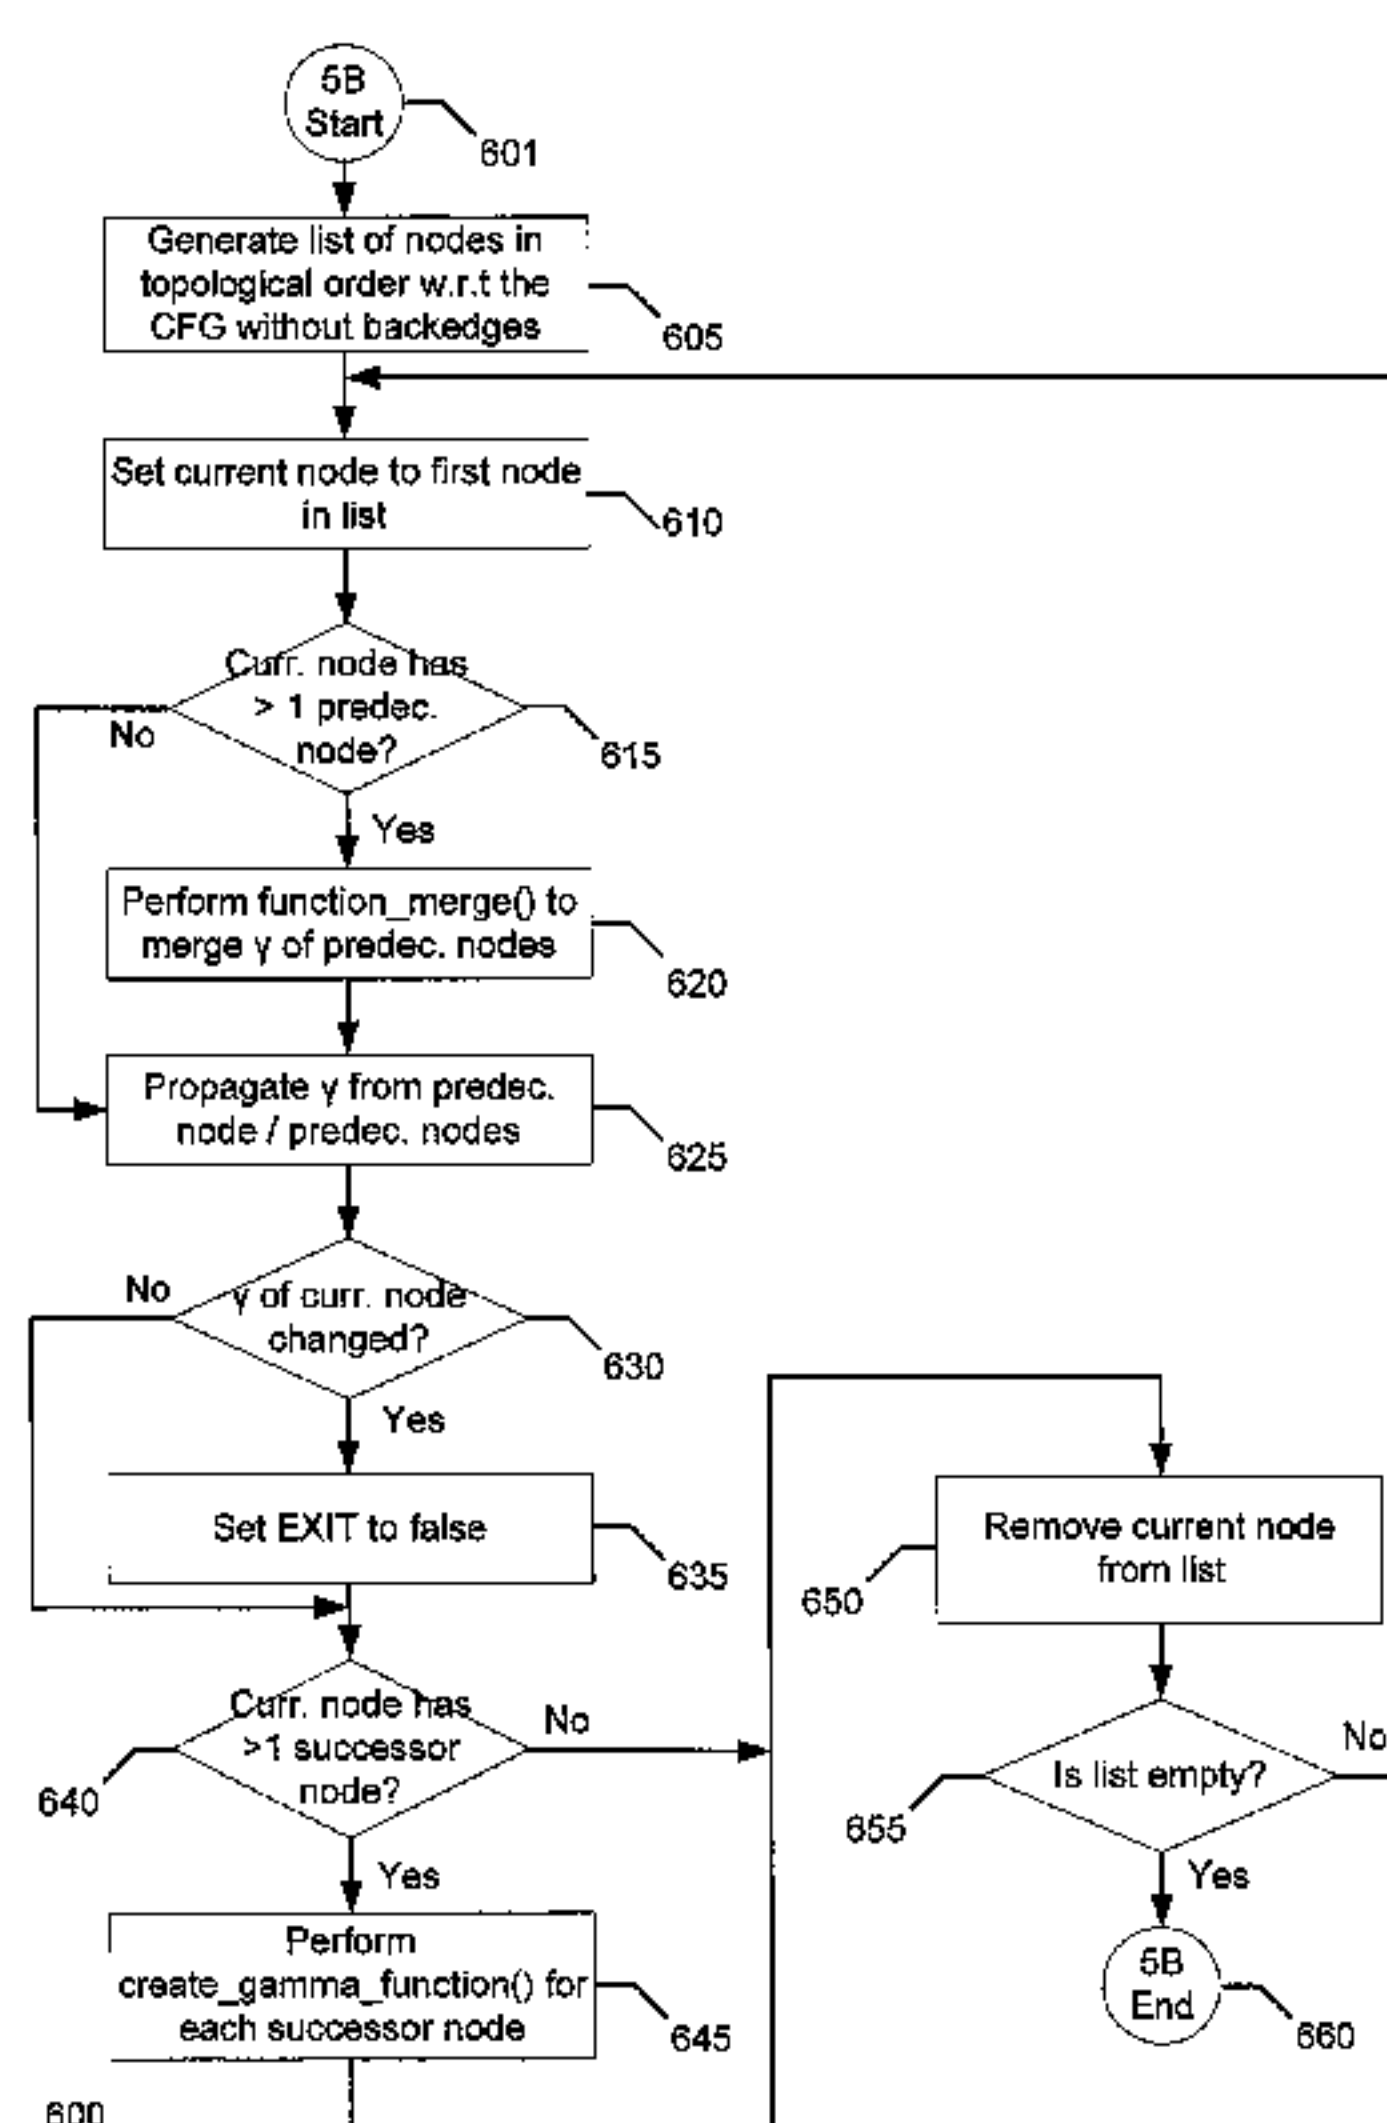 5B
Start
601
Generate list of nodes in
topological order w.r.t the
CFG without backedges
605
Set current node to first node
in list
610
Curr. node has
> 1 predec.
node?
615
No
Yes
Perform function_merge() to
merge γ of predec. nodes
620
Propagate γ from predec.
node / predec. nodes
625
No
γ of curr. node
changed?
630
Yes
Set EXIT to false
635
Curr. node has
>1 successor
node?
No
640
Yes
Perform
create_gamma_function() for
each successor node
645
600
Remove current node
from list
650
Is list empty?
No
655
Yes
5B
End
660